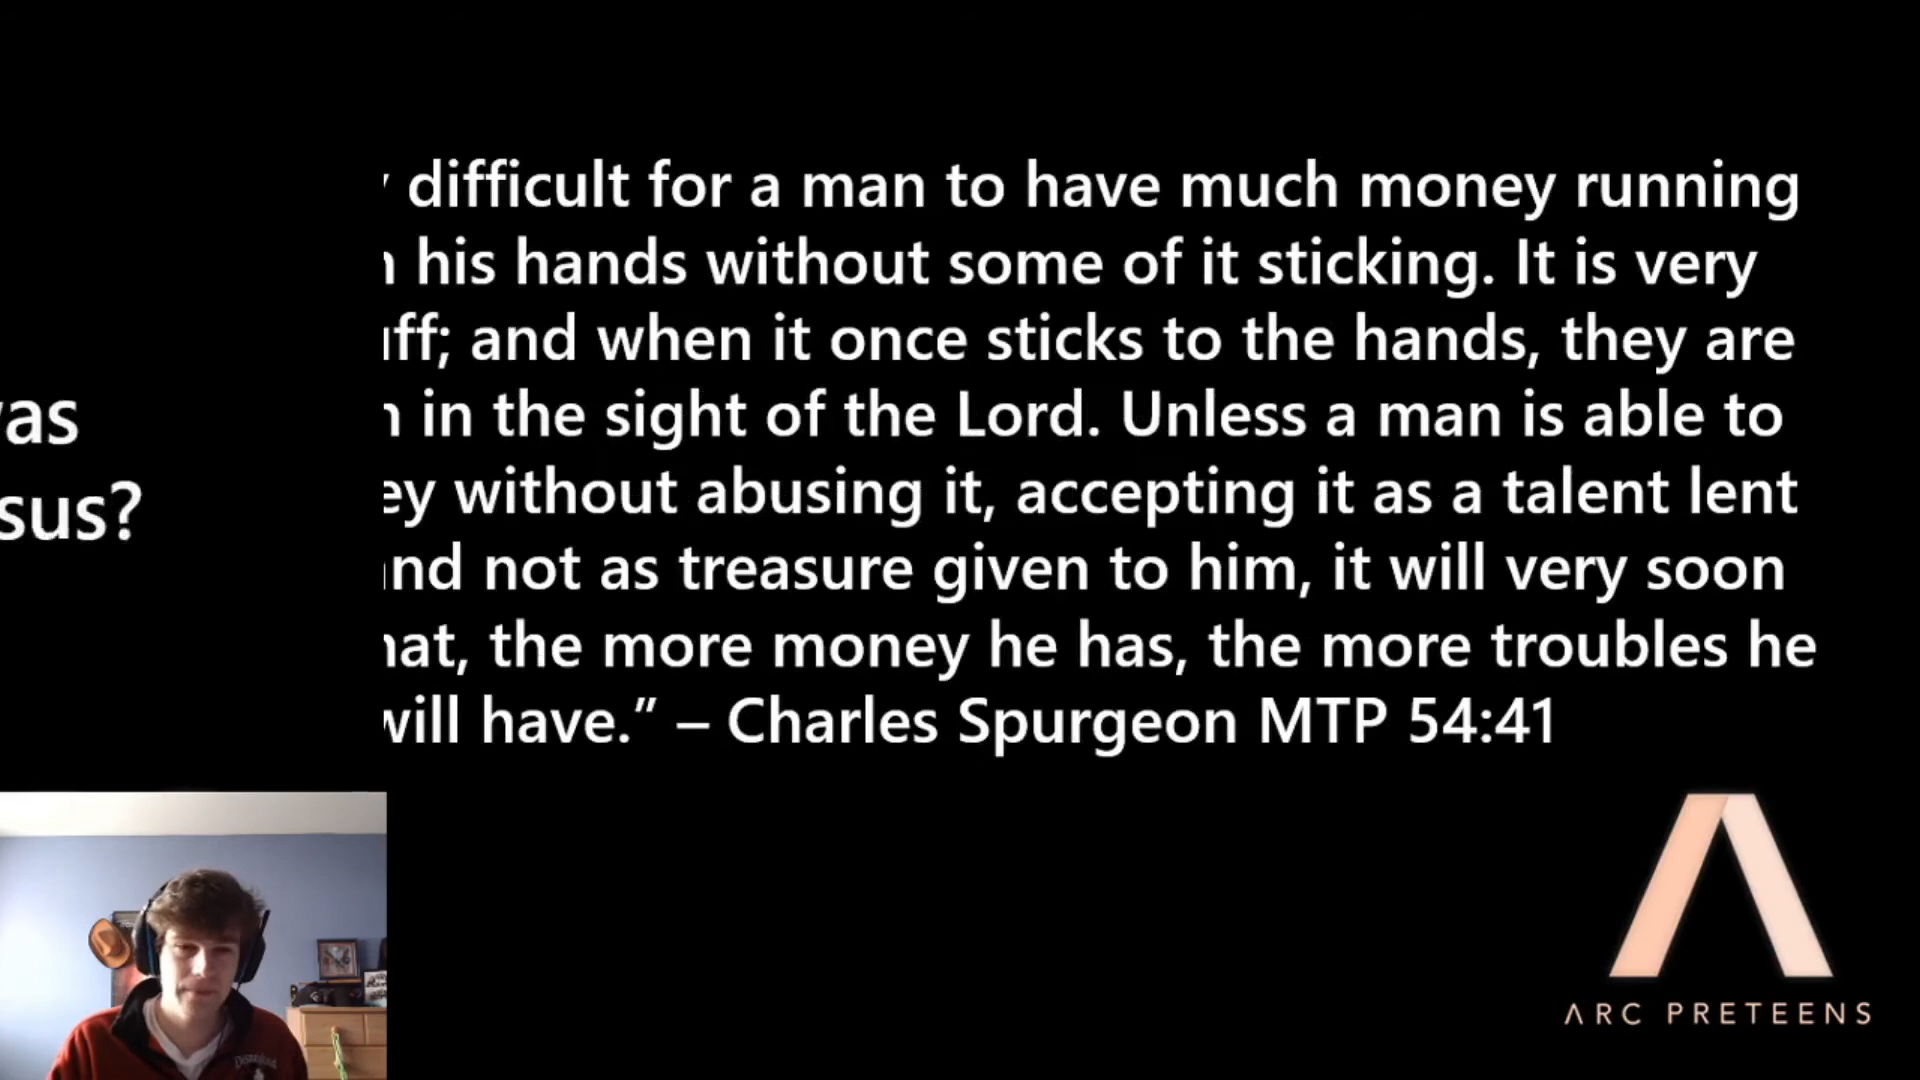 difficult for a man to have much money running
his hands without some of it sticking. It is very
and when it once sticks to the hands, they are
in the sight of the Lord. Unless a man is able to
without abusing it, accepting it as a talent lent
not as treasure given to him, it will very soon
the more money he has, the more troubles he
will have.” – Charles Spurgeon MTP 54:41
ARC PRETEENS